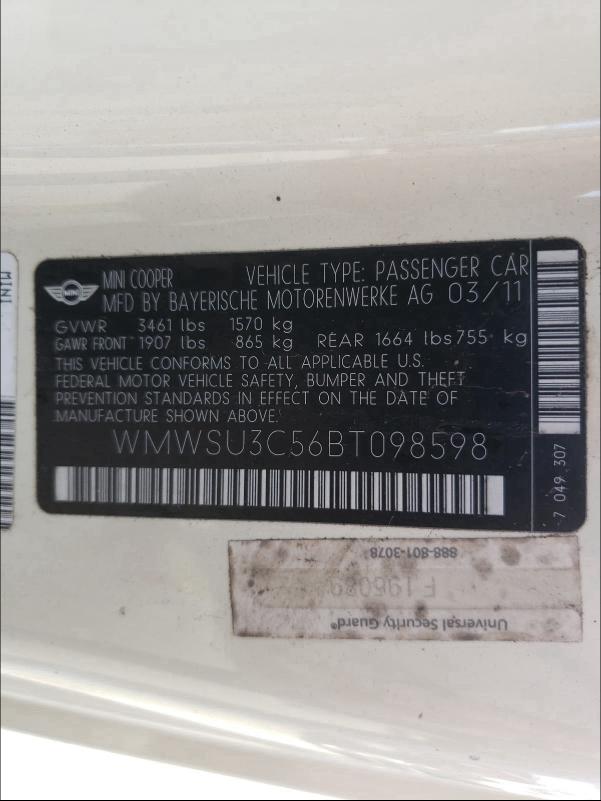 MINI COOPER VEHICLE TYPE: PASSENGER CAR
MFD BY BAYERISCHE MOTORENWERKE AG 03/11
GVWR 3461 lbs 1570 kg
GAWR FRONT 1907 lbs 865 kg REAR 1664 lbs 755 kg
THIS VEHICLE CONFORMS TO ALL APPLICABLE U.S.
FEDERAL MOTOR VEHICLE SAFETY, BUMPER AND THEFT
PREVENTION STANDARDS IN EFFECT ON THE DATE OF
MANUFACTURE SHOWN ABOVE.
WMWSU3C56BT098598
7 049 307
MINI
Universal Security Guard®
888-801-3078